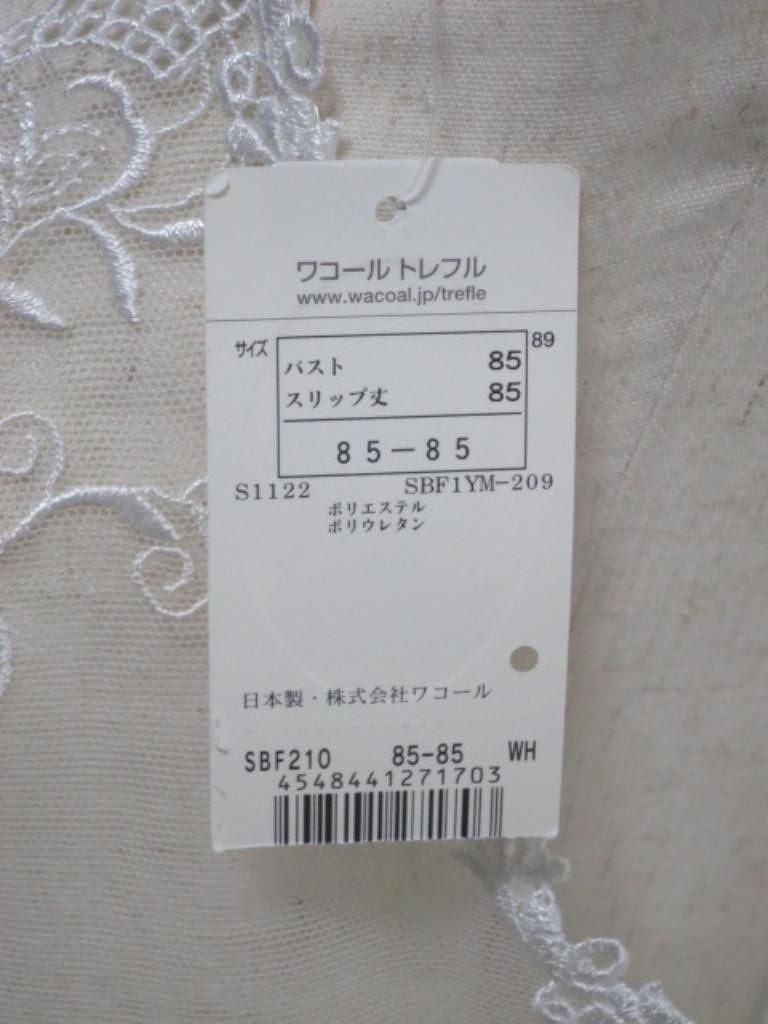 ワコール トレフル
www.wacoal.jp/trefle
サイズ 89
バスト 85
スリップ丈 85
85-85
S1122 SBF1YM-209
ポリエステル
ポリウレタン
日本製・株式会社ワコール
SBF210 85-85 WH
4548441271703